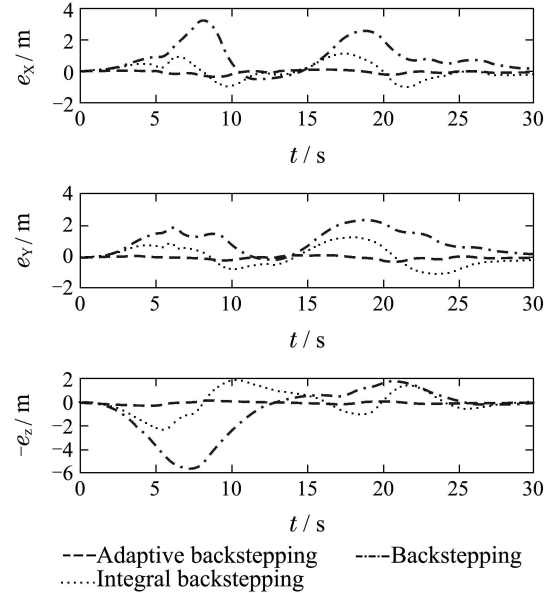 4
2
0
−2
e_X / m
0 5 10 15 20 25 30
t / s
4
2
0
−2
e_Y / m
0 5 10 15 20 25 30
t / s
2
0
−2
−4
−6
−e_z / m
0 5 10 15 20 25 30
t / s
Adaptive backstepping Backstepping
Integral backstepping